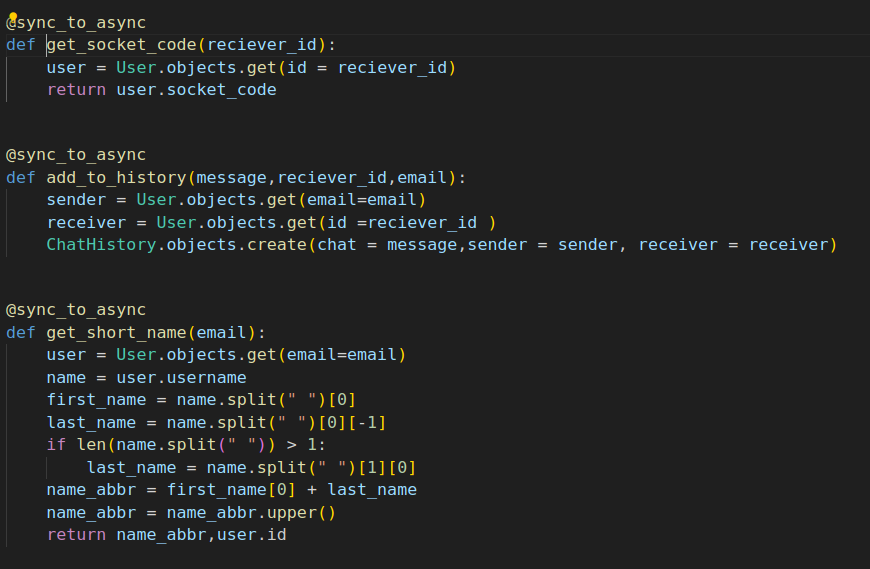 @sync_to_async
def get_socket_code(reciever_id):
    user = User.objects.get(id = reciever_id)
    return user.socket_code
@sync_to_async
def add_to_history(message,reciever_id,email):
    sender = User.objects.get(email=email)
    receiver = User.objects.get(id =reciever_id )
    ChatHistory.objects.create(chat = message,sender = sender, receiver = receiver)
@sync_to_async
def get_short_name(email):
    user = User.objects.get(email=email)
    name = user.username
    first_name = name.split(" ")[0]
    last_name = name.split(" ")[0][-1]
    if len(name.split(" ")) > 1:
        last_name = name.split(" ")[1][0]
    name_abbr = first_name[0] + last_name
    name_abbr = name_abbr.upper()
    return name_abbr,user.id